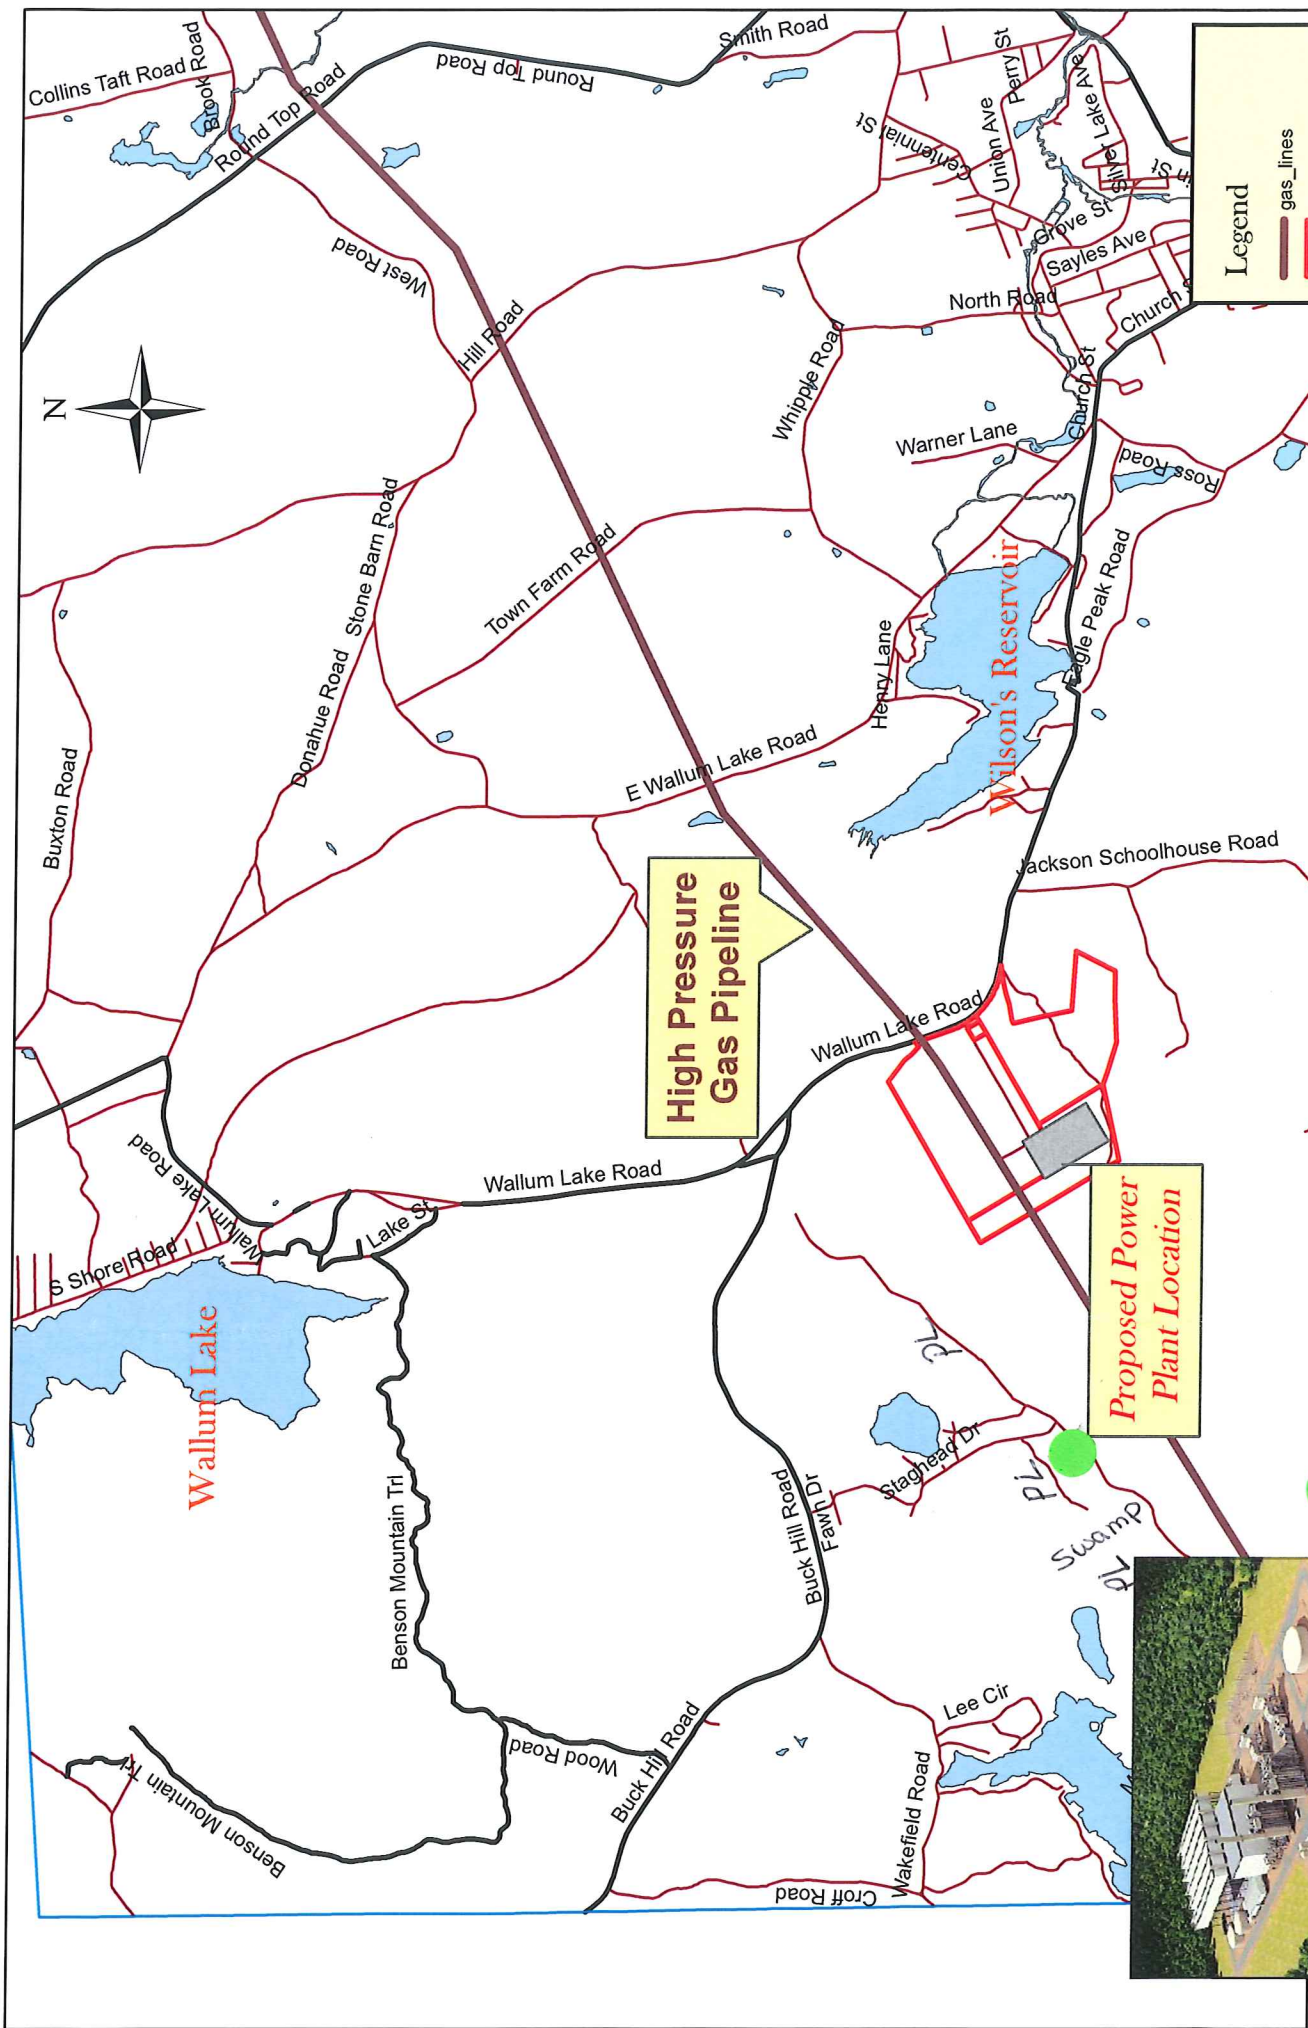 Collins Taft Road
Brook Road
Round Top Road
Round Top Road
Smith Road
West Road
Hill Road
N
Centennial St
Union Ave
Perry St
Silver Lake Ave
Grove St
Sayles Ave
North Road
Church S
Church St
in St
Whipple Road
Warner Lane
Ross Road
Eagle Peak Road
Wilson's Reservoir
Henry Lane
E Wallum Lake Road
Town Farm Road
Stone Barn Road
Donahue Road
Buxton Road
Jackson Schoolhouse Road
High Pressure
Gas Pipeline
Wallum Lake Road
Wallum Lake Road
Wallum Lake Road
Lake St
S Shore Road
Wallum Lake
Benson Mountain Trl
Benson Mountain Trl
Wood Road
Buck Hill Road
Buck Hill Road
Fawn Dr
Staghead Dr
PL
PL
Swamp
PL
Proposed Power
Plant Location
Lee Cir
Wakefield Road
Croff Road
Legend
gas_lines